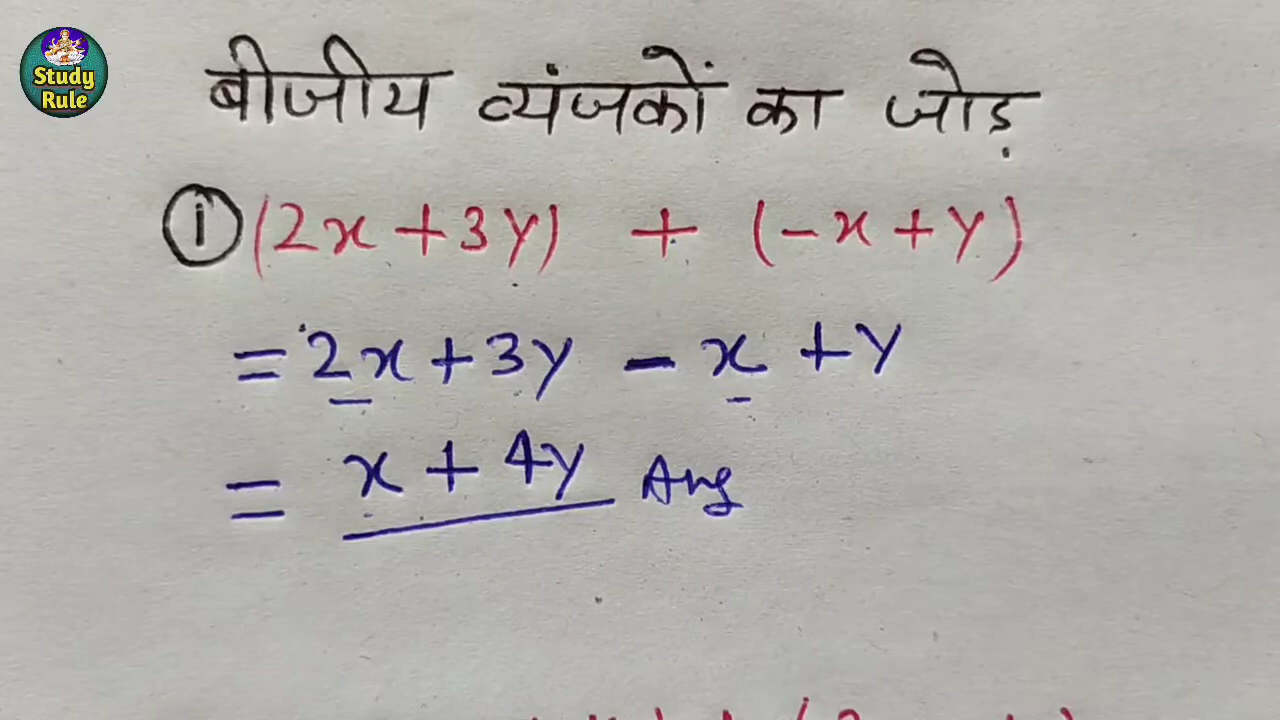 Study
Rule
बीजीय व्यंजकों का जोड़
① (2x + 3y) + (-x + y)
= 2x + 3y - x + y
= x + 4y Ans